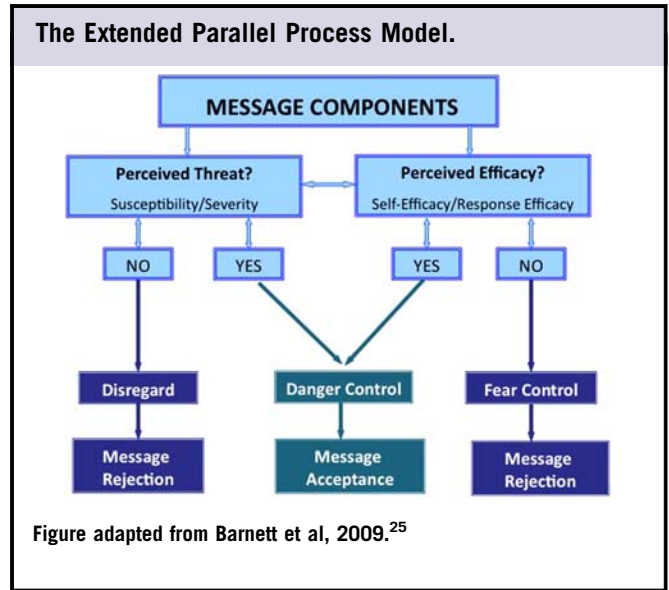 The Extended Parallel Process Model.
MESSAGE COMPONENTS
Perceived Threat?
Susceptibility/Severity
Perceived Efficacy?
Self-Efficacy/Response Efficacy
NO
YES
YES
NO
Disregard
Danger Control
Fear Control
Message
Rejection
Message
Acceptance
Message
Rejection
Figure adapted from Barnett et al, 2009.25